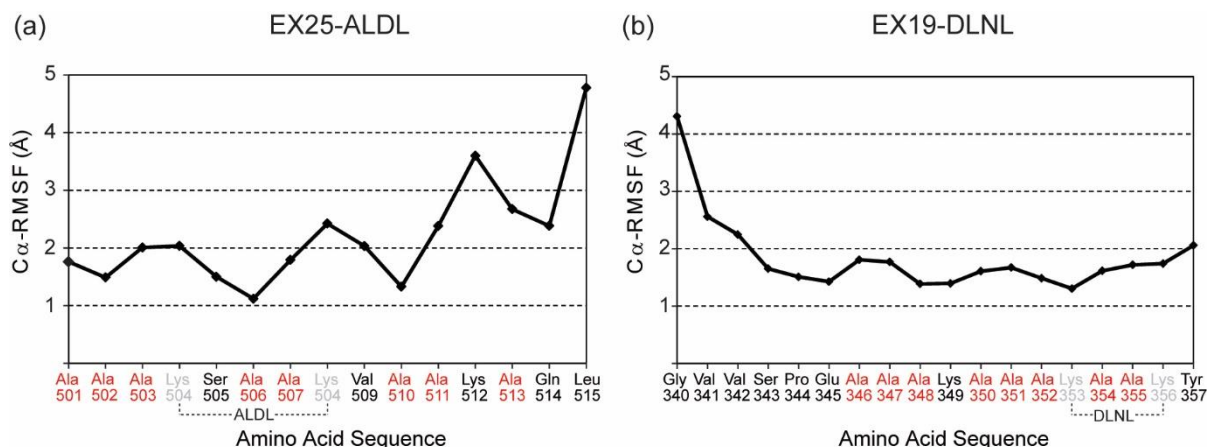 (a) EX25-ALDL
5
4
3
2
1
Cα-RMSF (Å)
Ala Ala Ala Lys Ser Ala Ala Lys Val Ala Ala Lys Ala Gln Leu
501 502 503 504 505 506 507 504 509 510 511 512 513 514 515
ALDL
Amino Acid Sequence
(b) EX19-DLNL
5
4
3
2
1
Cα-RMSF (Å)
Gly Val Val Ser Pro Glu Ala Ala Ala Lys Ala Ala Ala Lys Ala Ala Lys Tyr
340 341 342 343 344 345 346 347 348 349 350 351 352 353 354 355 356 357
DLNL
Amino Acid Sequence